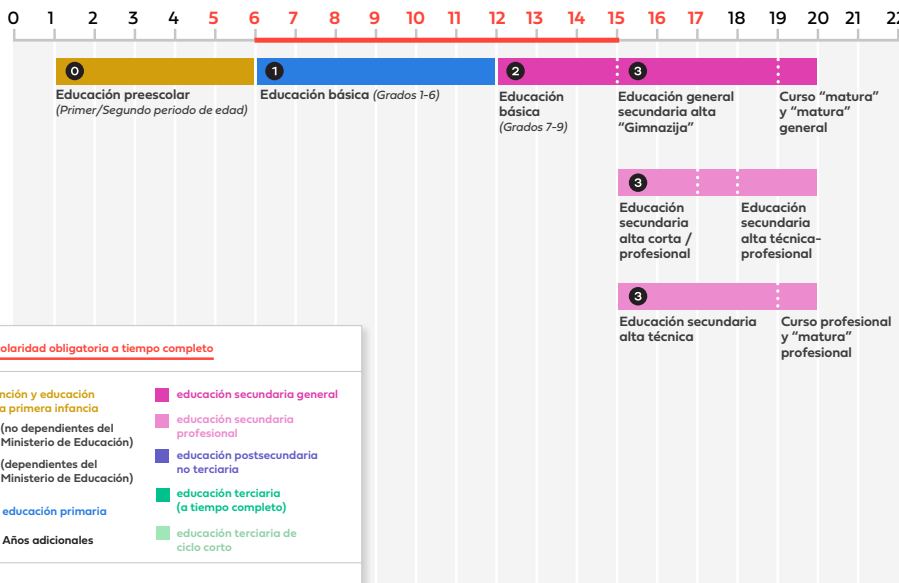 0 1 2 3 4 5 6 7 8 9 10 11 12 13 14 15 16 17 18 19 20 21 22
0 1 2 3
Educación preescolar
(Primer/Segundo periodo de edad)
Educación básica (Grados 1-6)
Educación
básica
(Grados 7-9)
Educación general
secundaria alta
“Gimnazija”
Curso “matura”
y “matura”
general
3
Educación
secundaria
alta corta /
profesional
Educación
secundaria
alta técnica-
profesional
3
Educación secundaria
alta técnica
Curso profesional
y “matura”
profesional
olaridad obligatoria a tiempo completo
nción y educación
a primera infancia
(no dependientes del
Ministerio de Educación)
(dependientes del
Ministerio de Educación)
educación primaria
Años adicionales
educación secundaria general
educación secundaria
profesional
educación postsecundaria
no terciaria
educación terciaria
(a tiempo completo)
educación terciaria de
ciclo corto